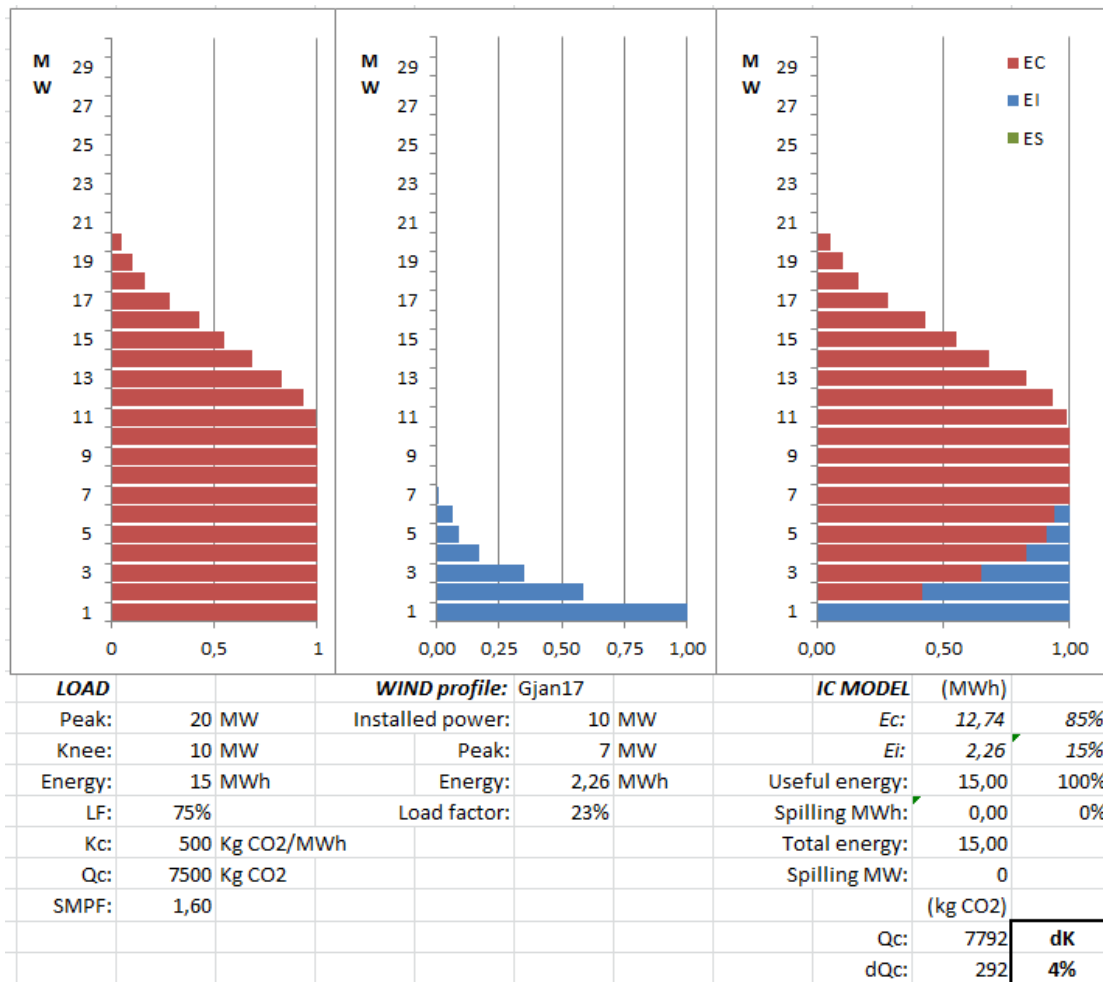 M W
29
27
25
23
21
19
17
15
13
11
9
7
5
3
1
0 0,5 1
M W
29
27
25
23
21
19
17
15
13
11
9
7
5
3
1
0,00 0,25 0,50 0,75 1,00
M W
29
27
25
23
21
19
17
15
13
11
9
7
5
3
1
0,00 0,50 1,00
EC
EI
ES
LOAD WIND profile: Gjan17 IC MODEL (MWh)
Peak: 20 MW Installed power: 10 MW Ec: 12,74 85%
Knee: 10 MW Peak: 7 MW Ei: 2,26 15%
Energy: 15 MWh Energy: 2,26 MWh Useful energy: 15,00 100%
LF: 75% Load factor: 23% Spilling MWh: 0,00 0%
Kc: 500 Kg CO2/MWh Total energy: 15,00
Qc: 7500 Kg CO2 Spilling MW: 0
SMPF: 1,60 (kg CO2)
Qc: 7792 dK
dQc: 292 4%